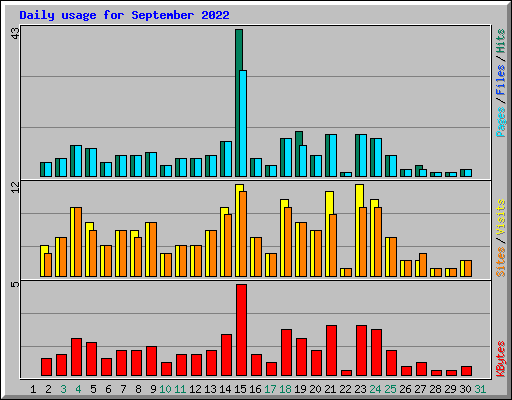 Daily usage for September 2022
43
Pages/Files/Hits
12
Sites/Visits
5
KBytes
1 2 3 4 5 6 7 8 9 10 11 12 13 14 15 16 17 18 19 20 21 22 23 24 25 26 27 28 29 30 31